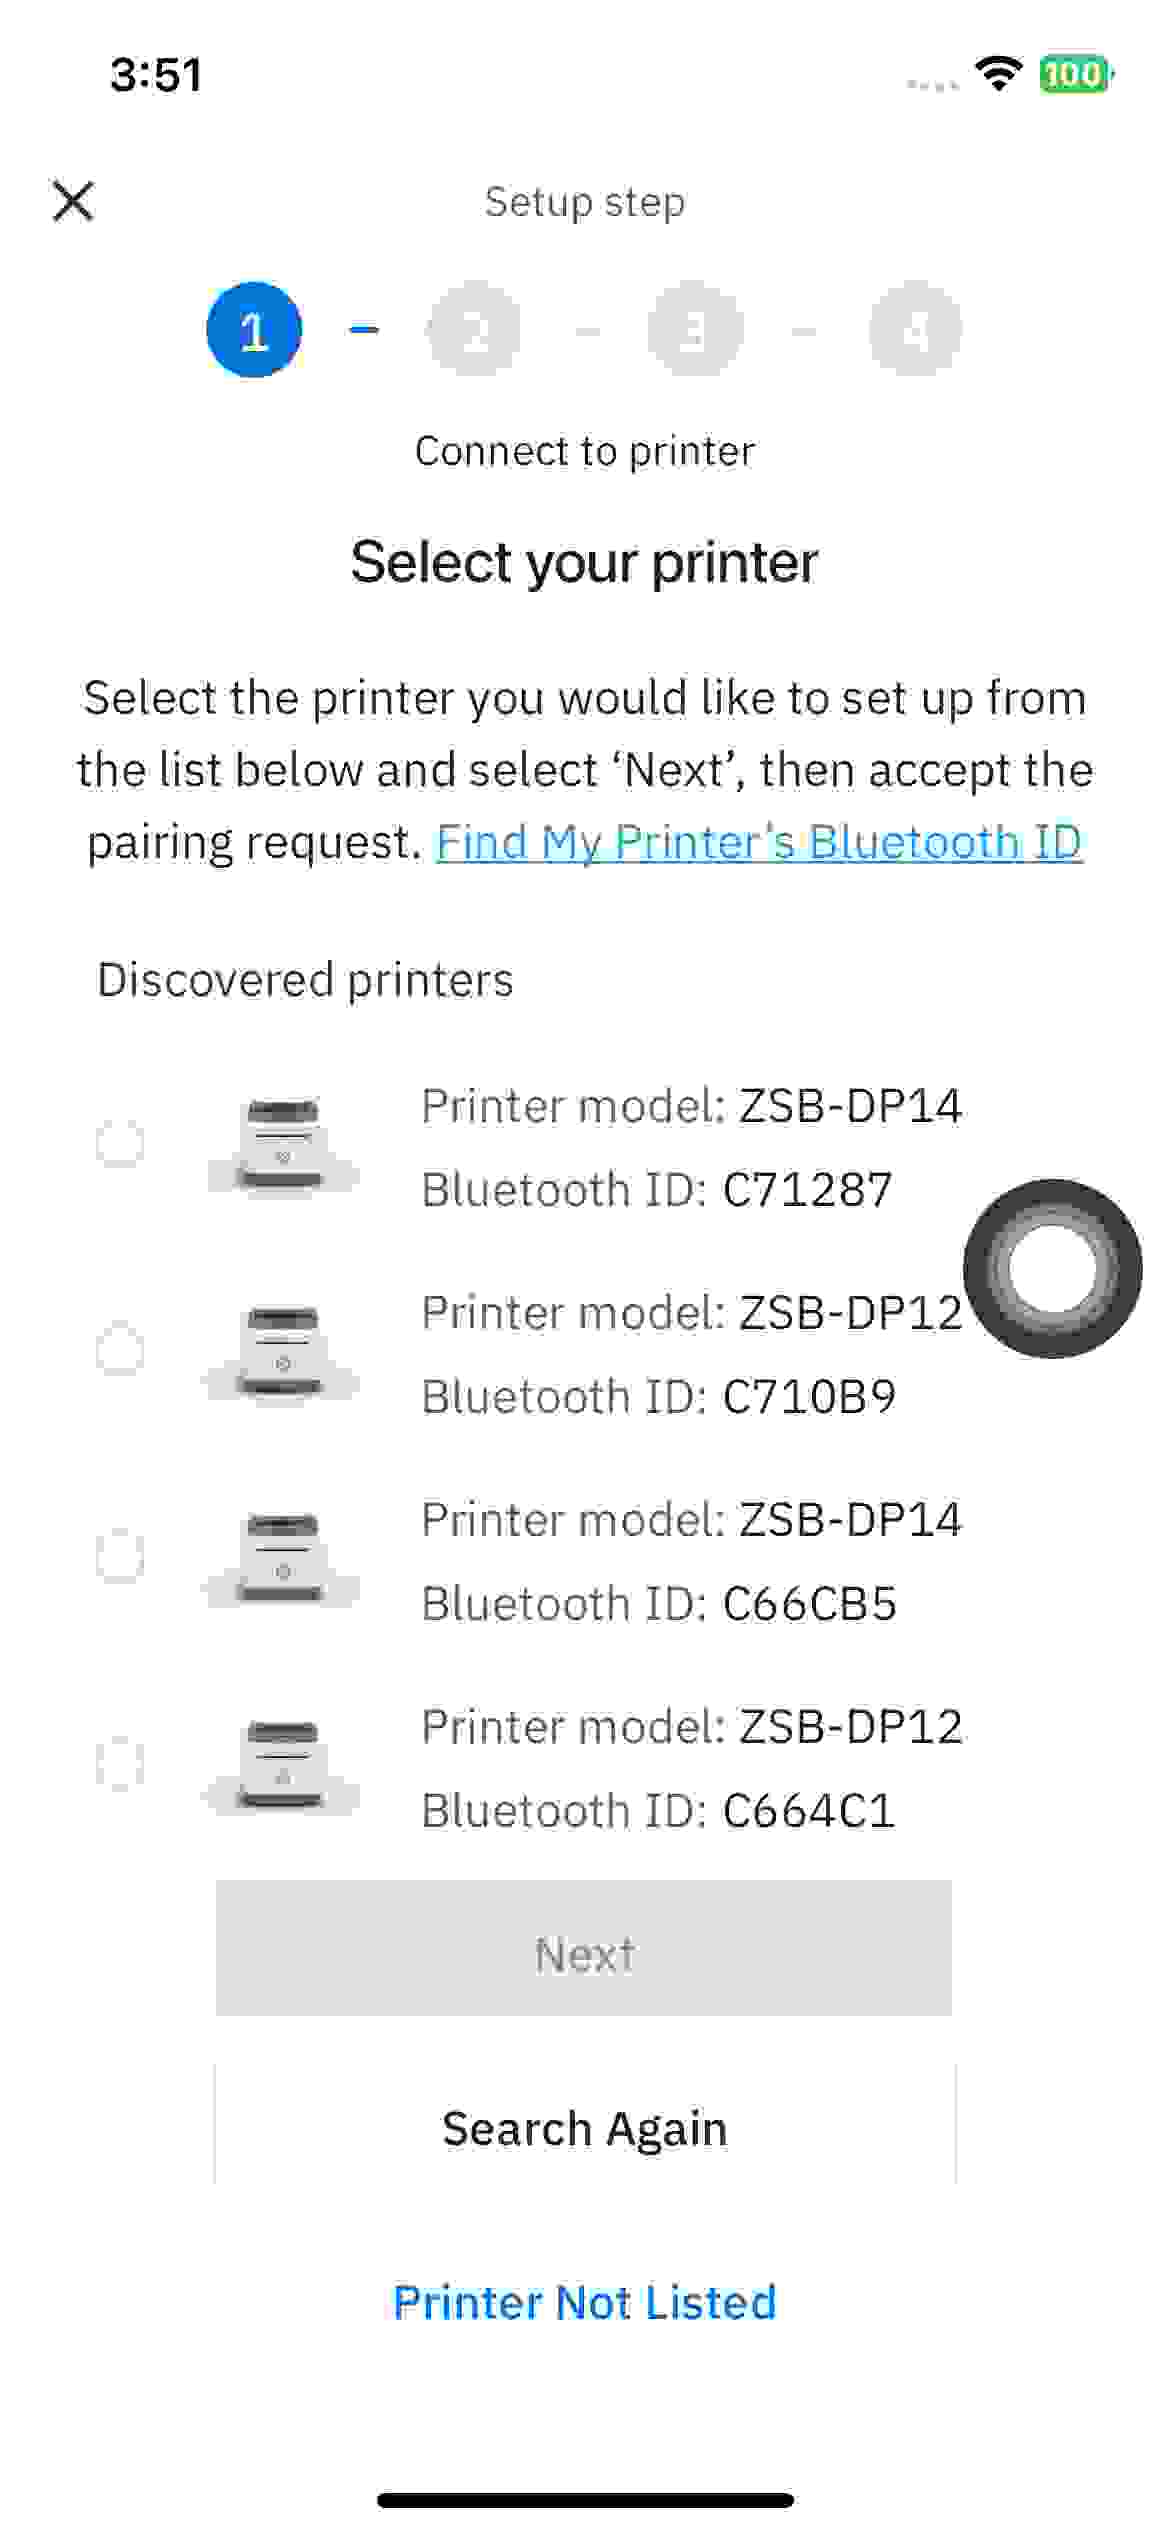 3:51
100
Setup step
1
2
3
4
Connect to printer
Select your printer
Select the printer you would like to set up from
the list below and select ‘Next’, then accept the
pairing request. Find My Printer's Bluetooth ID
Discovered printers
Printer model: ZSB-DP14
Bluetooth ID: C71287
Printer model: ZSB-DP12
Bluetooth ID: C710B9
Printer model: ZSB-DP14
Bluetooth ID: C66CB5
Printer model: ZSB-DP12
Bluetooth ID: C664C1
Next
Search Again
Printer Not Listed